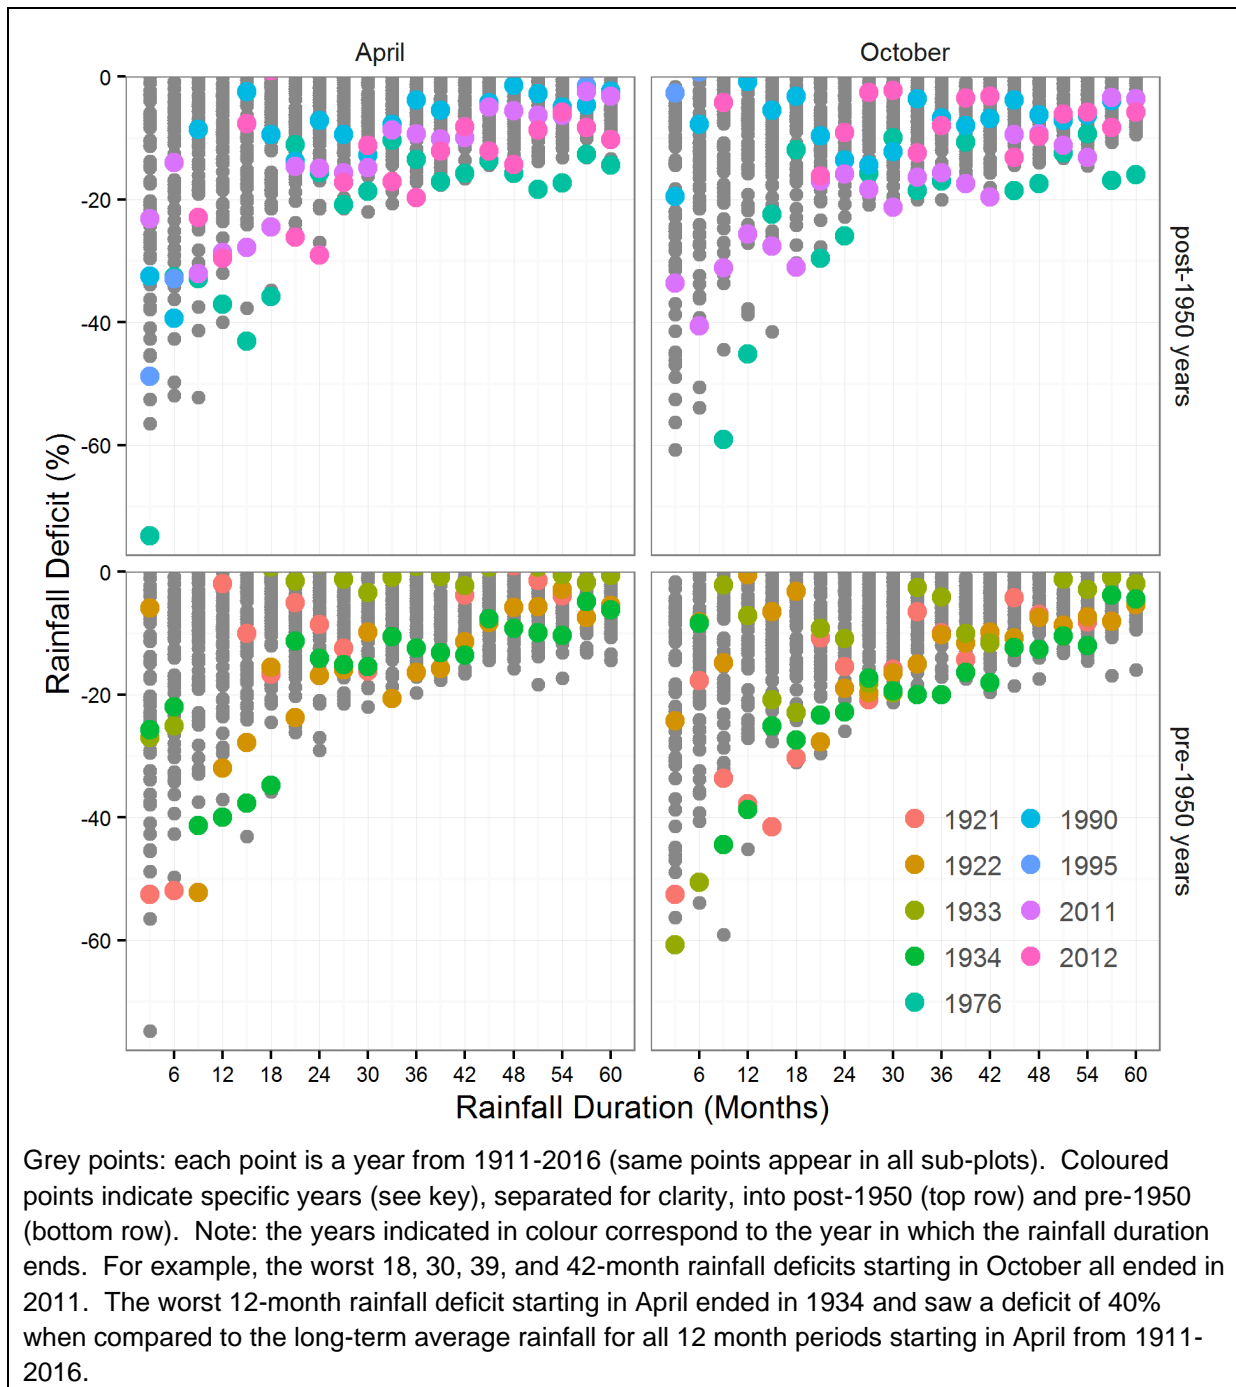 April
October
0
-20
-40
-60
post-1950 years
Rainfall Deficit (%)
0
-20
-40
-60
pre-1950 years
1921
1990
1922
1995
1933
2011
1934
2012
1976
6 12 18 24 30 36 42 48 54 60
6 12 18 24 30 36 42 48 54 60
Rainfall Duration (Months)
Grey points: each point is a year from 1911-2016 (same points appear in all sub-plots). Coloured
points indicate specific years (see key), separated for clarity, into post-1950 (top row) and pre-1950
(bottom row). Note: the years indicated in colour correspond to the year in which the rainfall duration
ends. For example, the worst 18, 30, 39, and 42-month rainfall deficits starting in October all ended in
2011. The worst 12-month rainfall deficit starting in April ended in 1934 and saw a deficit of 40%
when compared to the long-term average rainfall for all 12 month periods starting in April from 1911-
2016.